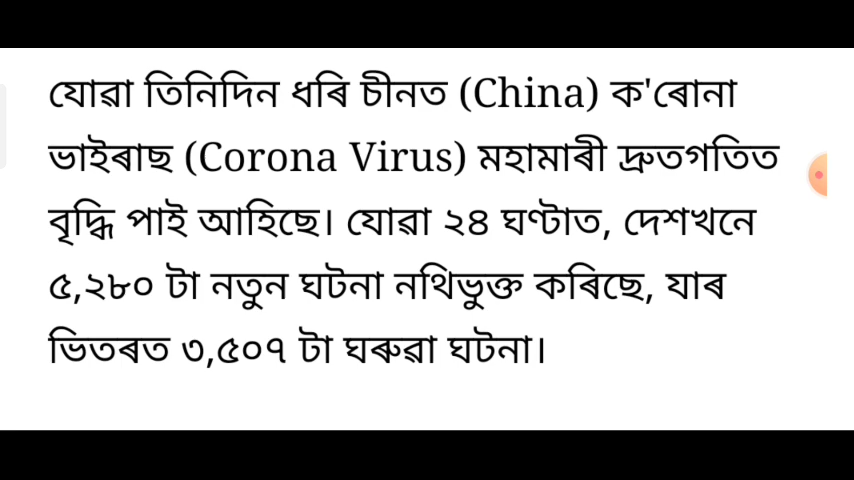 যোৱা তিনিদিন ধৰি চীনত (China) ক'ৰোনা
ভাইৰাছ (Corona Virus) মহামাৰী দ্ৰুতগতিত
বৃদ্ধি পাই আহিছে। যোৱা ২৪ ঘণ্টাত, দেশখনে
৫,২৮০ টা নতুন ঘটনা নথিভুক্ত কৰিছে, যাৰ
ভিতৰত ৩,৫০৭ টা ঘৰুৱা ঘটনা।